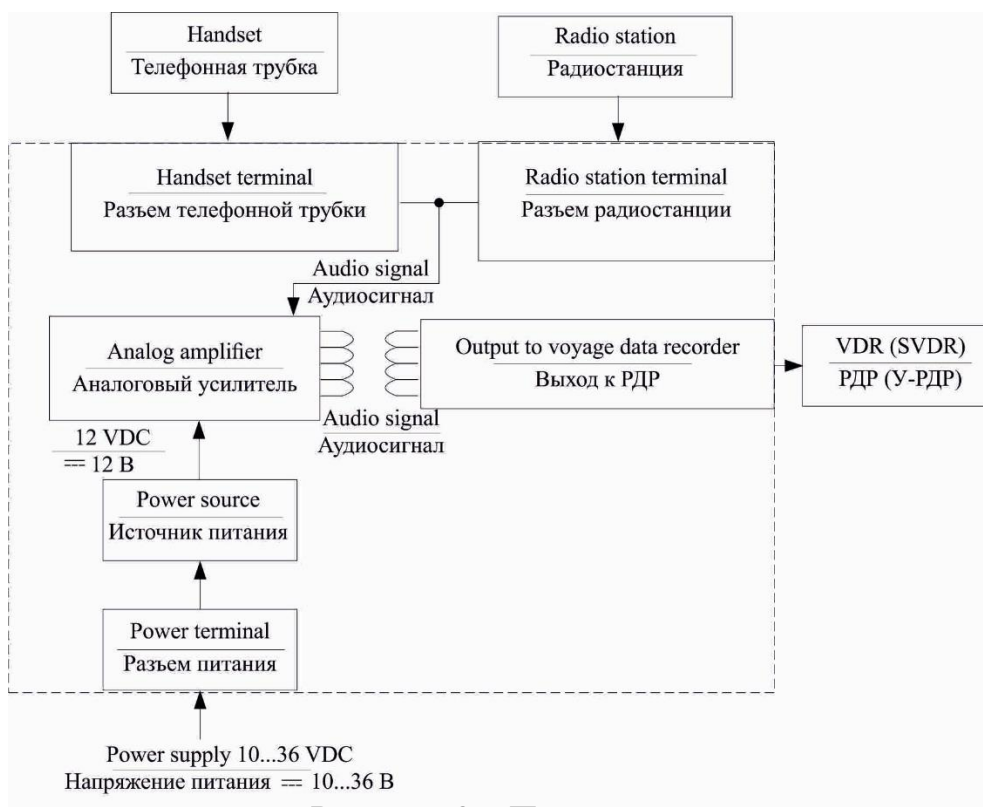 Handset
Телефонная трубка
Radio station
Радиостанция
Handset terminal
Разъем телефонной трубки
Radio station terminal
Разъем радиостанции
Audio signal
Аудиосигнал
Analog amplifier
Аналоговый усилитель
Output to voyage data recorder
Выход к РДР
VDR (SVDR)
РДР (У-РДР)
Audio signal
Аудиосигнал
12 VDC
⎓ 12 В
Power source
Источник питания
Power terminal
Разъем питания
Power supply 10...36 VDC
Напряжение питания ⎓ 10...36 В